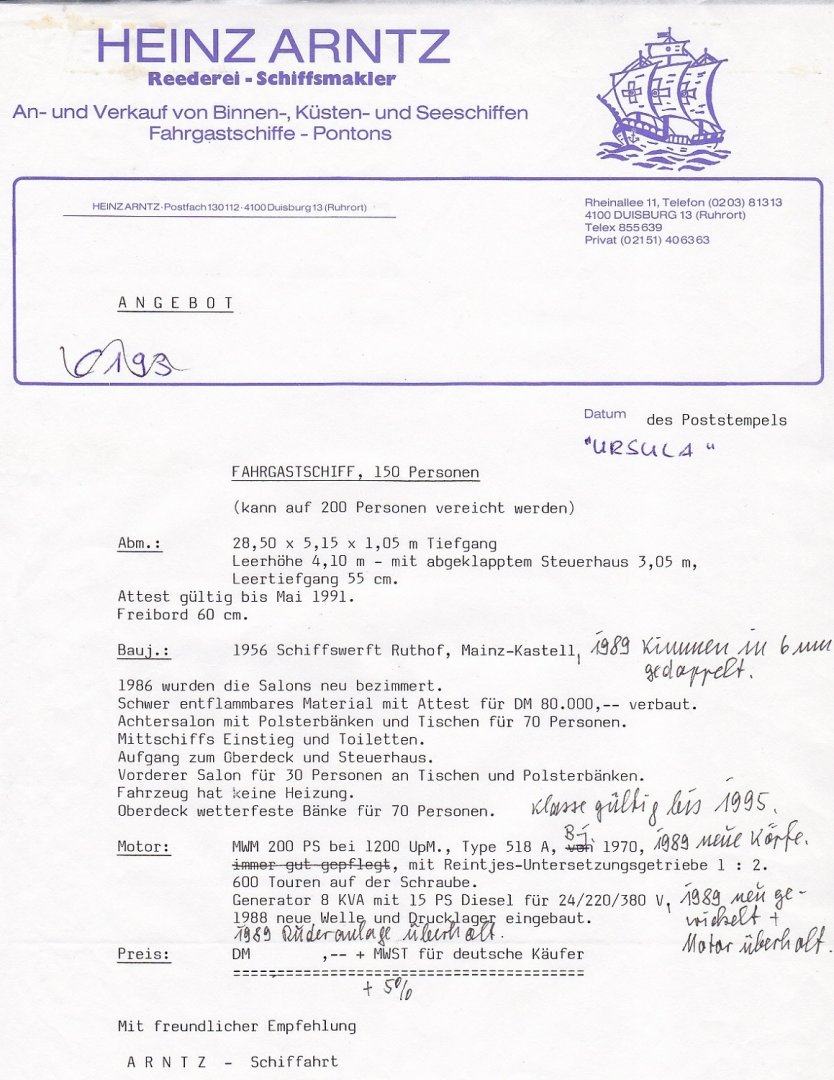 HEINZ ARNTZ
Reederei - Schiffsmakler
An- und Verkauf von Binnen-, Küsten- und Seeschiffen
Fahrgastschiffe - Pontons
HEINZ ARNTZ · Postfach 130112 · 4100 Duisburg 13 (Ruhrort)
Rheinallee 11, Telefon (0203) 81313
4100 DUISBURG 13 (Ruhrort)
Telex 855639
Privat (02151) 406363
A N G E B O T
0193
Datum des Poststempels
"URSULA"
FAHRGASTSCHIFF, 150 Personen
(kann auf 200 Personen vereicht werden)
Abm.: 28,50 x 5,15 x 1,05 m Tiefgang
Leerhöhe 4,10 m - mit abgeklapptem Steuerhaus 3,05 m,
Leertiefgang 55 cm.
Attest gültig bis Mai 1991.
Freibord 60 cm.
Bauj.: 1956 Schiffswerft Ruthof, Mainz-Kastell, 1989 Kimmen in 6 mm
gedoppelt.
1986 wurden die Salons neu bezimmert.
Schwer entflammbares Material mit Attest für DM 80.000,-- verbaut.
Achtersalon mit Polsterbänken und Tischen für 70 Personen.
Mittschiffs Einstieg und Toiletten.
Aufgang zum Oberdeck und Steuerhaus.
Vorderer Salon für 30 Personen an Tischen und Polsterbänken.
Fahrzeug hat keine Heizung.
Oberdeck wetterfeste Bänke für 70 Personen. Klasse gültig bis 1995.
Motor: MWM 200 PS bei 1200 UpM., Type 518 A, von B-j. 1970, 1989 neue Köpfe.
immer gut gepflegt, mit Reintjes-Untersetzungsgetriebe 1 : 2.
600 Touren auf der Schraube.
Generator 8 KVA mit 15 PS Diesel für 24/220/380 V, 1989 neu ge-
wickelt +
Motor überholt.
1988 neue Welle und Drucklager eingebaut.
1989 Ruderanlage überholt.
Preis: DM ,-- + MWST für deutsche Käufer
=======================================
+ 5%
Mit freundlicher Empfehlung
A R N T Z - Schiffahrt